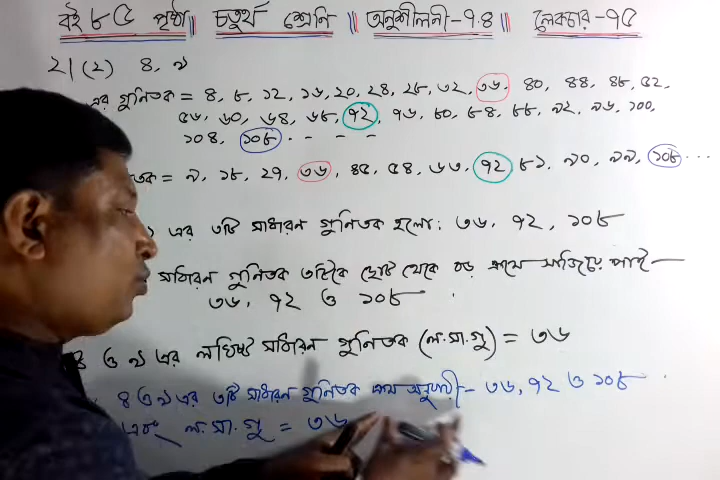 বই ৮৫ পৃষ্ঠা || চতুর্থ শ্রেনি || অনুশীলনী-৭.৪ || লেকচার-৭৫
২। (২) ৪, ৯
এর গুনিতক = ৪, ৮, ১২, ১৬, ২০, ২৪, ২৮, ৩২, ৩৬, ৪০, ৪৪, ৪৮, ৫২,
৫৬, ৬০, ৬৪, ৬৮, ৭২, ৭৬, ৮০, ৮৪, ৮৮, ৯২, ৯৬, ১০০,
১০৪, ১০৮ - - -
তক = ৯, ১৮, ২৭, ৩৬, ৪৫, ৫৪, ৬৩, ৭২, ৮১, ৯০, ৯৯, ১০৮ ...
৯ এর ৩টি সাধারন গুনিতক হলো: ৩৬, ৭২, ১০৮
সাধারন গুনিতক ৩টিকে ছোট থেকে বড় ক্রমে সাজিয়ে পাই—
৩৬, ৭২ ও ১০৮
৪ ও ৯ এর লঘিষ্ট সাধারন গুনিতক (ল.সা.গু) = ৩৬
৪ ও ৯ এর ৩টি সাধারন গুনিতক ক্রম অনুযায়ী- ৩৬, ৭২ ও ১০৮
এবং ল.সা.গু = ৩৬